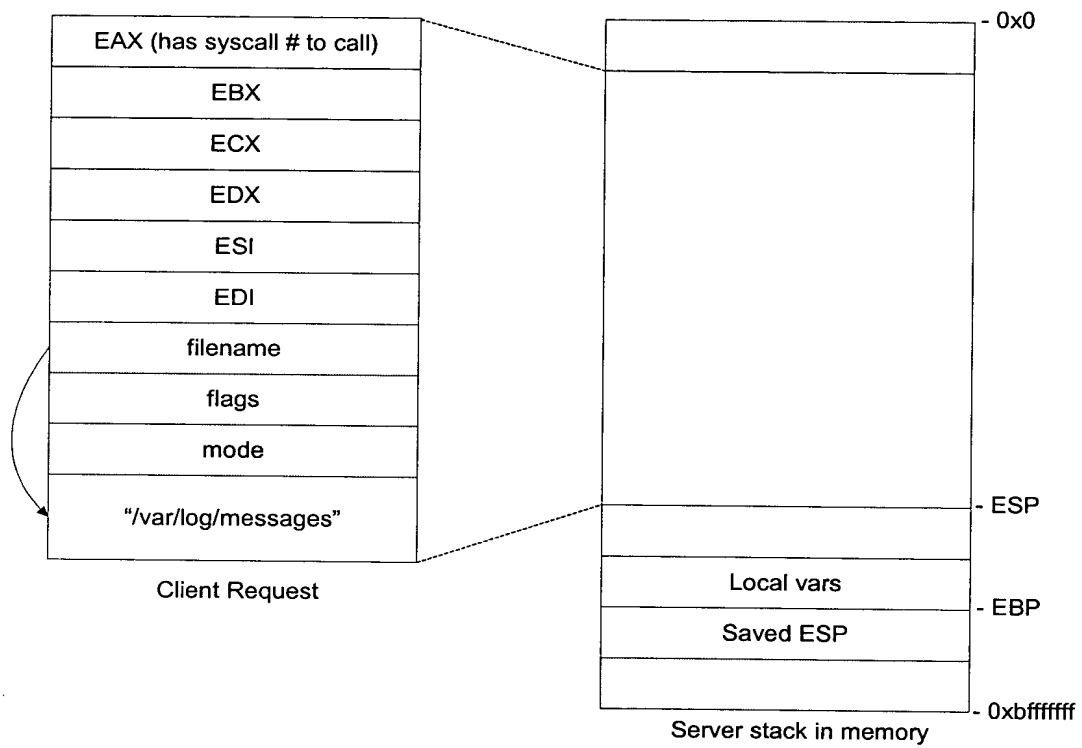 EAX (has syscall # to call)
EBX
ECX
EDX
ESI
EDI
filename
flags
mode
“/var/log/messages”
Client Request
- 0x0
- ESP
Local vars
- EBP
Saved ESP
- 0xbfffffff
Server stack in memory